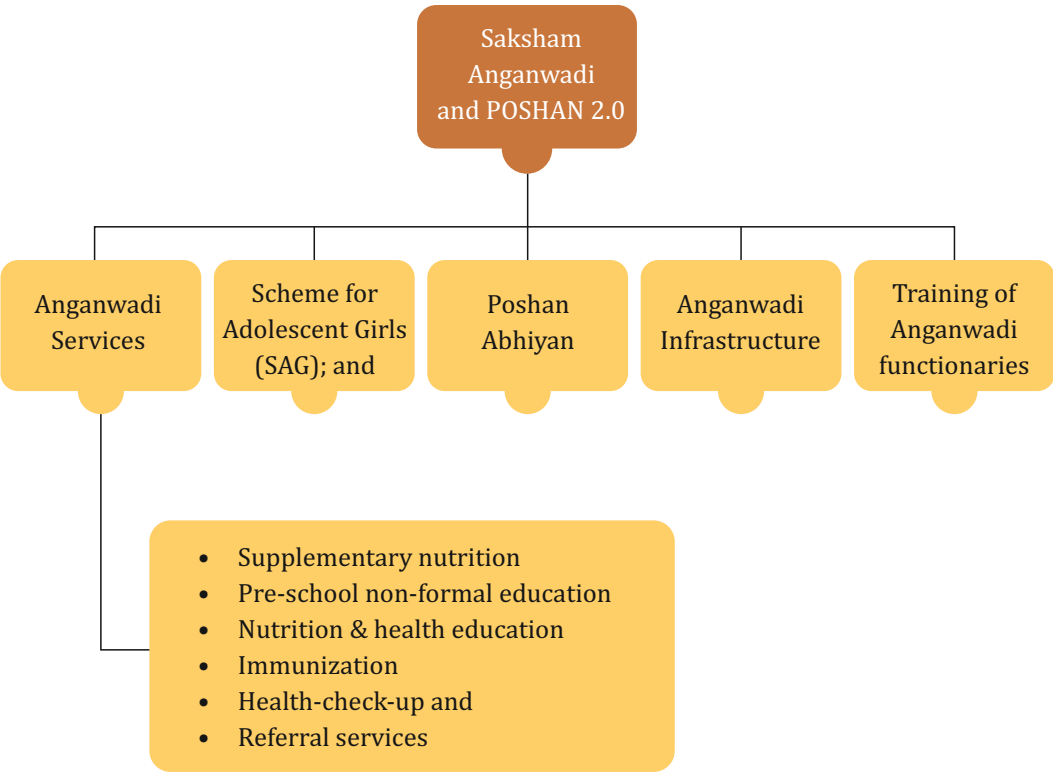 Saksham
Anganwadi
and POSHAN 2.0
Anganwadi
Services
Scheme for
Adolescent Girls
(SAG); and
Poshan
Abhiyan
Anganwadi
Infrastructure
Training of
Anganwadi
functionaries
• Supplementary nutrition
• Pre-school non-formal education
• Nutrition & health education
• Immunization
• Health-check-up and
• Referral services